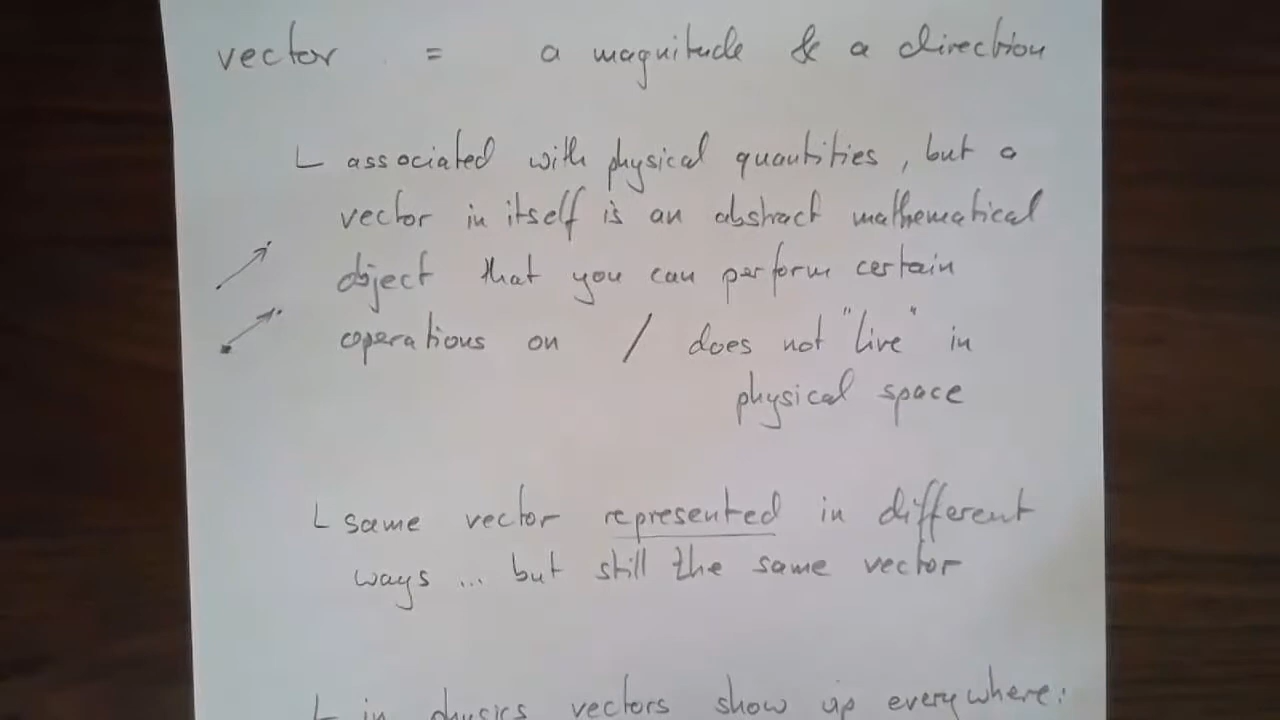 vector = a magnitude & a direction
associated with physical quantities, but a
vector in itself is an abstract mathematical
object that you can perform certain
operations on / does not "live" in
physical space
same vector represented in different
ways ... but still the same vector
in physics vectors show up everywhere: